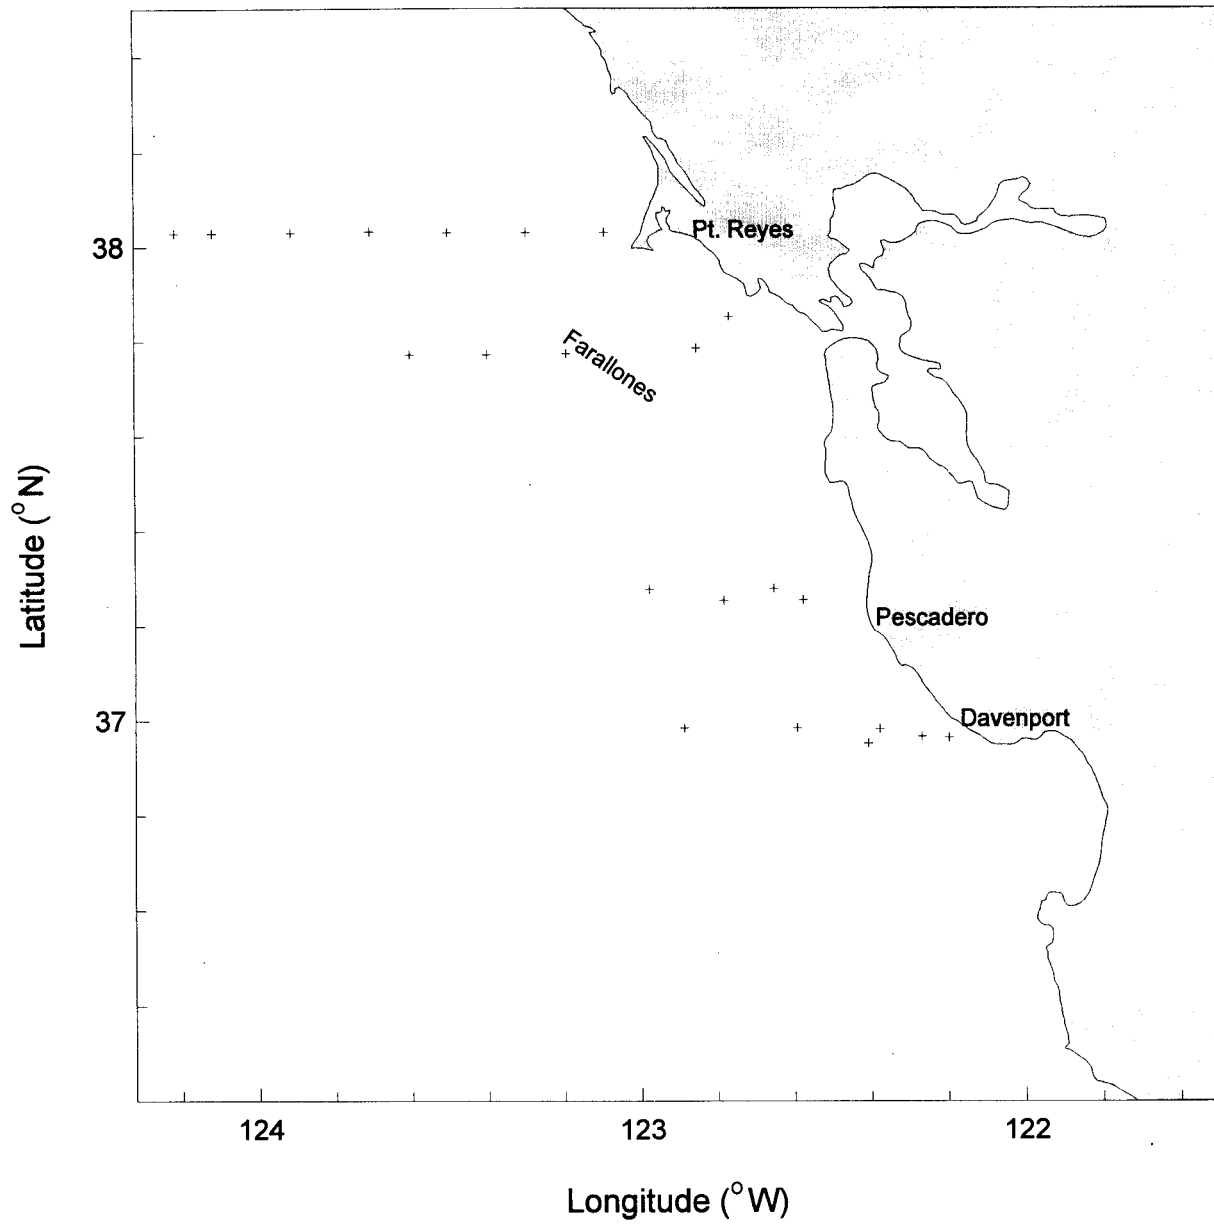 Pt. Reyes
38
Farallones
Latitude (°N)
Pescadero
Davenport
37
124
123
122
Longitude (°W)